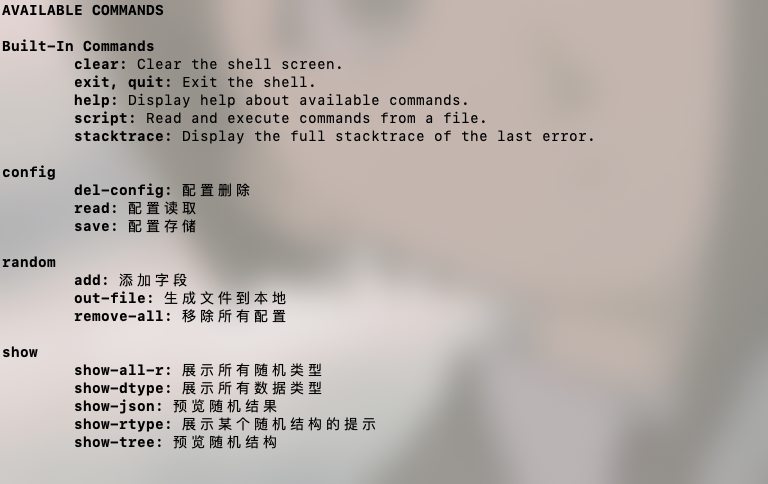 AVAILABLE COMMANDS
Built-In Commands
clear: Clear the shell screen.
exit, quit: Exit the shell.
help: Display help about available commands.
script: Read and execute commands from a file.
stacktrace: Display the full stacktrace of the last error.
config
del-config: 配置删除
read: 配置读取
save: 配置存储
random
add: 添加字段
out-file: 生成文件到本地
remove-all: 移除所有配置
show
show-all-r: 展示所有随机类型
show-dtype: 展示所有数据类型
show-json: 预览随机结果
show-rtype: 展示某个随机结构的提示
show-tree: 预览随机结构